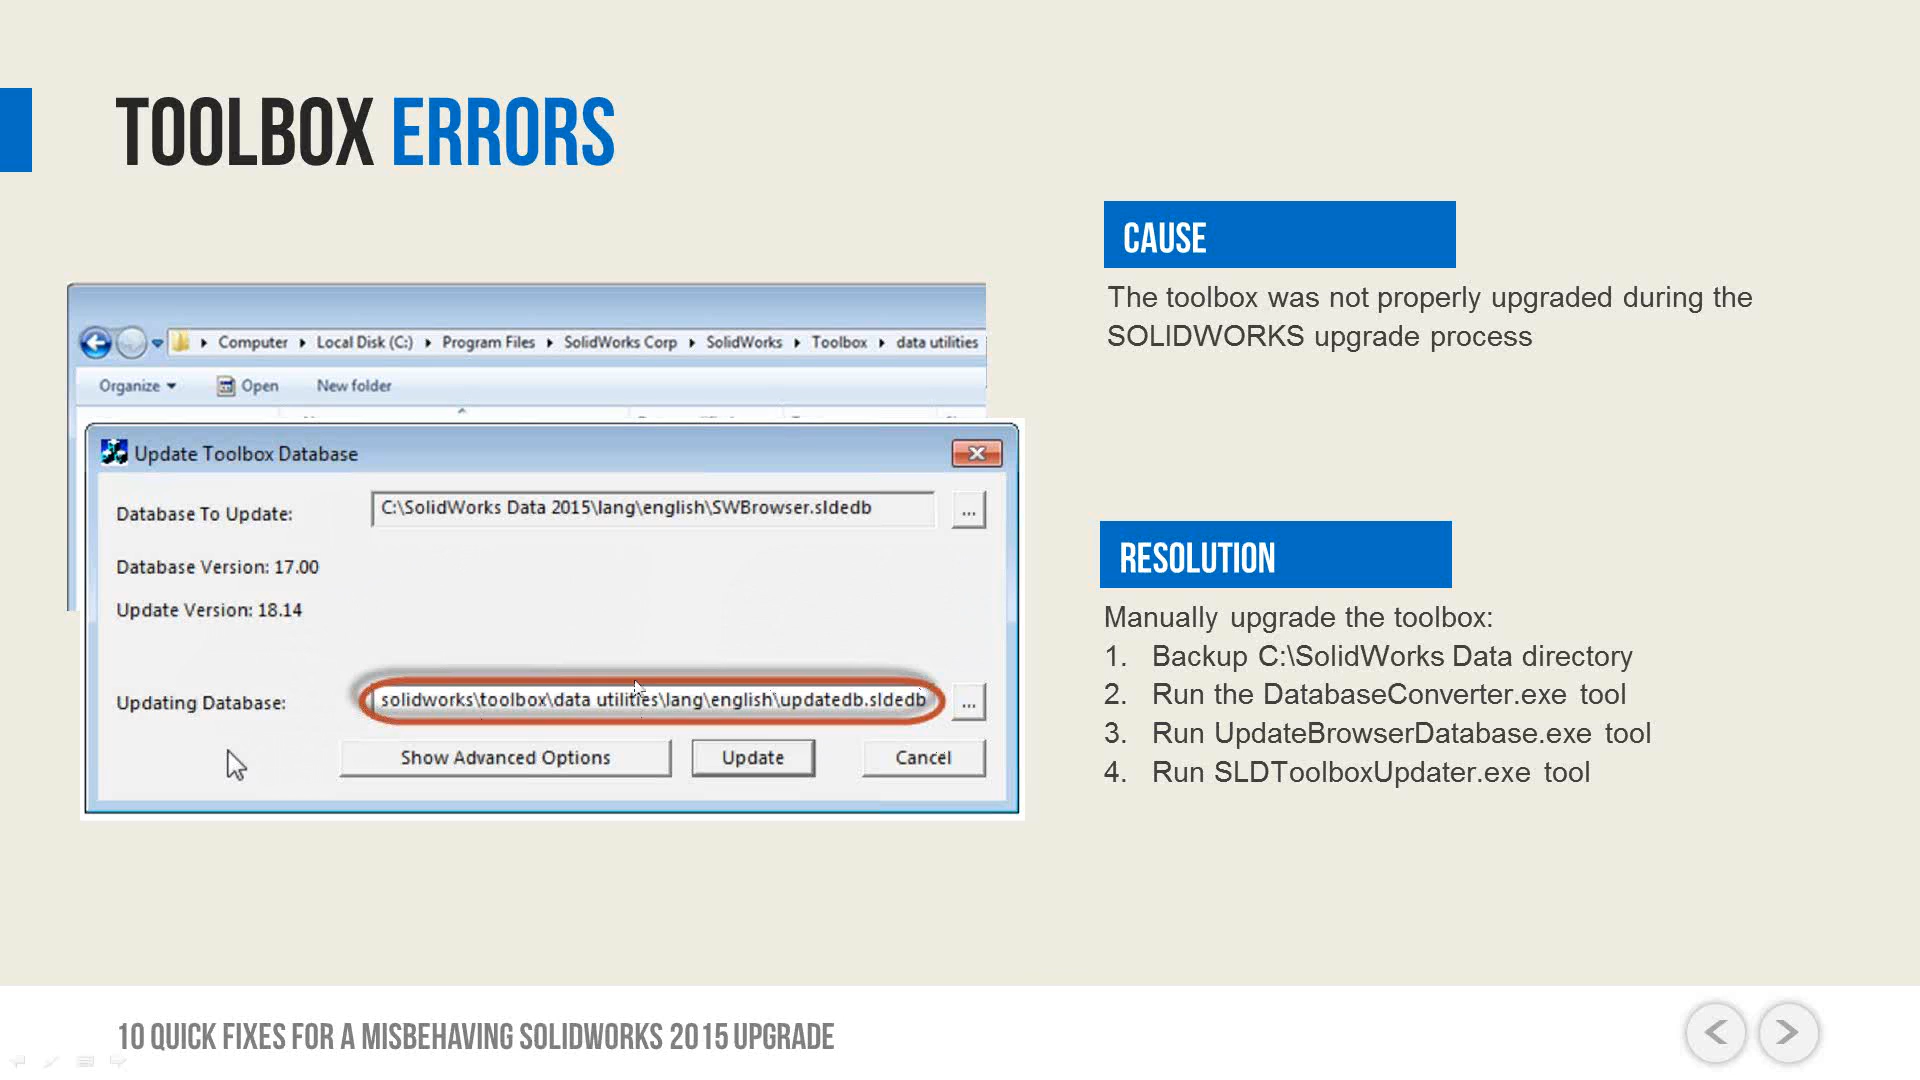 TOOLBOX ERRORS
Computer Local Disk (C:) Program Files SolidWorks Corp SolidWorks Toolbox data utilities
Organize Open New folder
Update Toolbox Database
Database To Update: C:\SolidWorks Data 2015\lang\english\SWBrowser.sldedb ...
Database Version: 17.00
Update Version: 18.14
Updating Database: solidworks\toolbox\data utilities\lang\english\updatedb.sldedb ...
Show Advanced Options Update Cancel
CAUSE
The toolbox was not properly upgraded during the
SOLIDWORKS upgrade process
RESOLUTION
Manually upgrade the toolbox:
1. Backup C:\SolidWorks Data directory
2. Run the DatabaseConverter.exe tool
3. Run UpdateBrowserDatabase.exe tool
4. Run SLDToolboxUpdater.exe tool
10 QUICK FIXES FOR A MISBEHAVING SOLIDWORKS 2015 UPGRADE